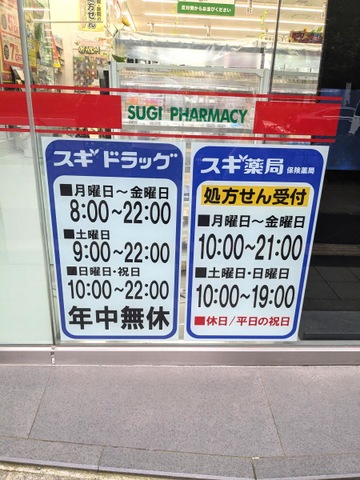 処方せん
SUGI PHARMACY
スギドラッグ
■月曜日〜金曜日
8:00〜22:00
■土曜日
9:00〜22:00
■日曜日・祝日
10:00〜22:00
年中無休
スギ薬局 保険薬局
処方せん受付
■月曜日〜金曜日
10:00〜21:00
■土曜日・日曜日
10:00〜19:00
■休日/平日の祝日